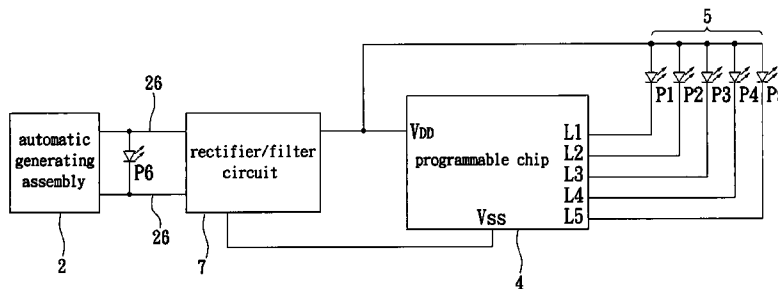 5
P1 P2 P3 P4
26
automatic
generating
assembly
P6
rectifier/filter
circuit
VDD
programmable chip
VSS
L1
L2
L3
L4
L5
26
2
7
4